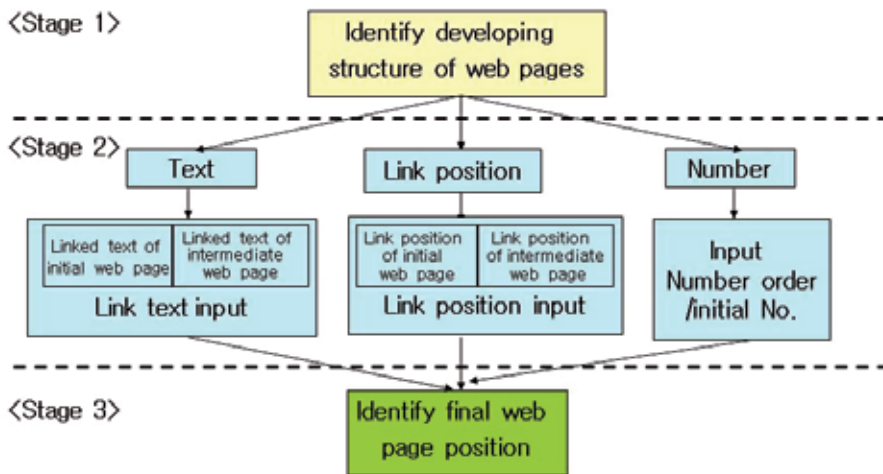 <Stage 1>
Identify developing
structure of web pages
<Stage 2>
Text
Link position
Number
Linked text of
initial web page
Linked text of
intermediate
web page
Link text input
Link position
of initial
web page
Link position
of intermediate
web page
Link position input
Input
Number order
/initial No.
<Stage 3>
Identify final web
page position